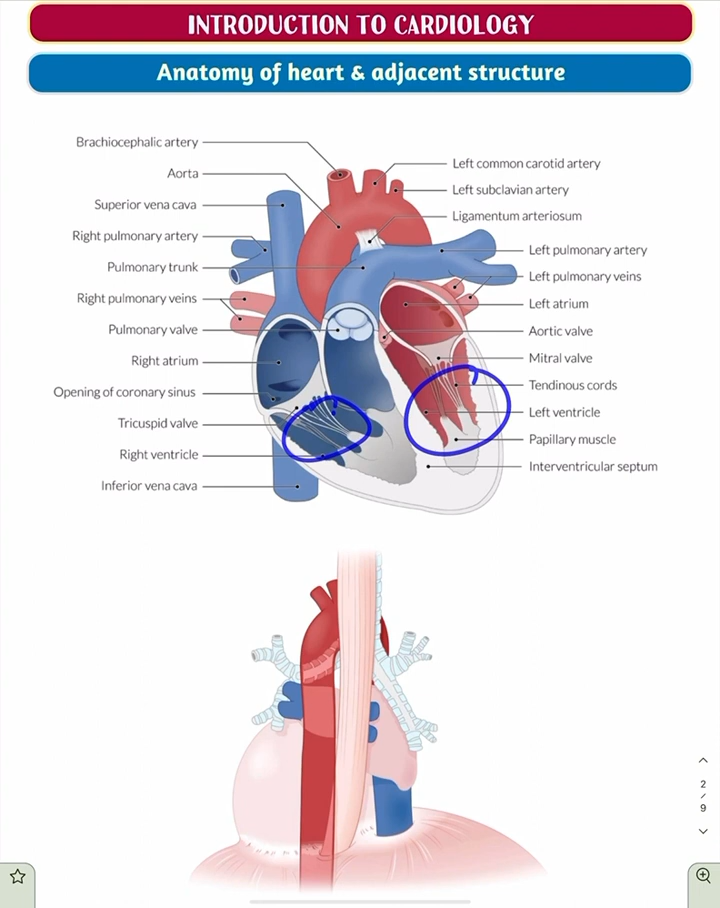 INTRODUCTION TO CARDIOLOGY
Anatomy of heart & adjacent structure
Brachiocephalic artery
Aorta
Superior vena cava
Right pulmonary artery
Pulmonary trunk
Right pulmonary veins
Pulmonary valve
Right atrium
Opening of coronary sinus
Tricuspid valve
Right ventricle
Inferior vena cava
Left common carotid artery
Left subclavian artery
Ligamentum arteriosum
Left pulmonary artery
Left pulmonary veins
Left atrium
Aortic valve
Mitral valve
Tendinous cords
Left ventricle
Papillary muscle
Interventricular septum
2
/
9